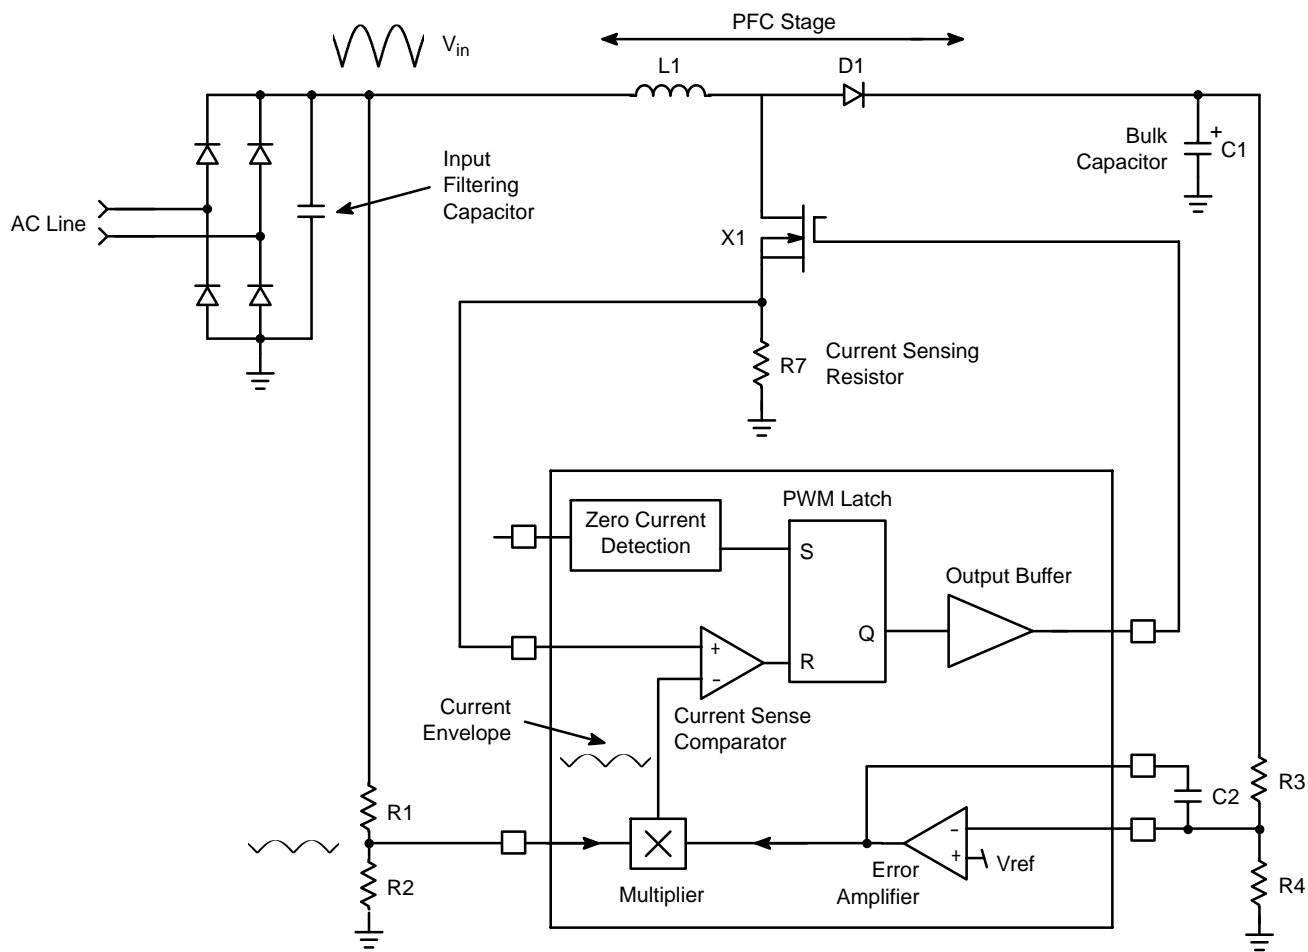 PFC Stage
Vin
L1
D1
Bulk
Capacitor
+
C1
Input
Filtering
Capacitor
AC Line
X1
R7
Current Sensing
Resistor
PWM Latch
Zero Current
Detection
S
Output Buffer
Q
+
R
–
Current
Envelope
Current Sense
Comparator
R3
C2
R1
–
+
Vref
R2
Multiplier
Error
Amplifier
R4